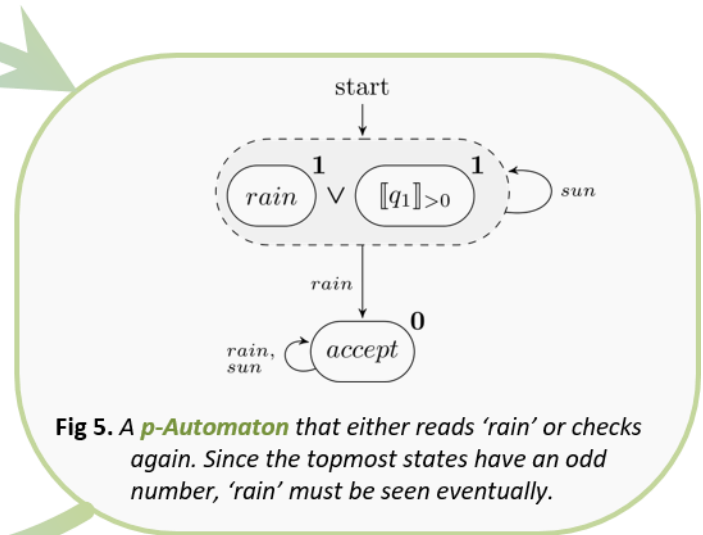 start
1 1
rain ∨ ⟦q₁⟧>0
sun
rain
0
accept
rain,
sun
Fig 5. A p-Automaton that either reads ‘rain’ or checks
again. Since the topmost states have an odd
number, ‘rain’ must be seen eventually.